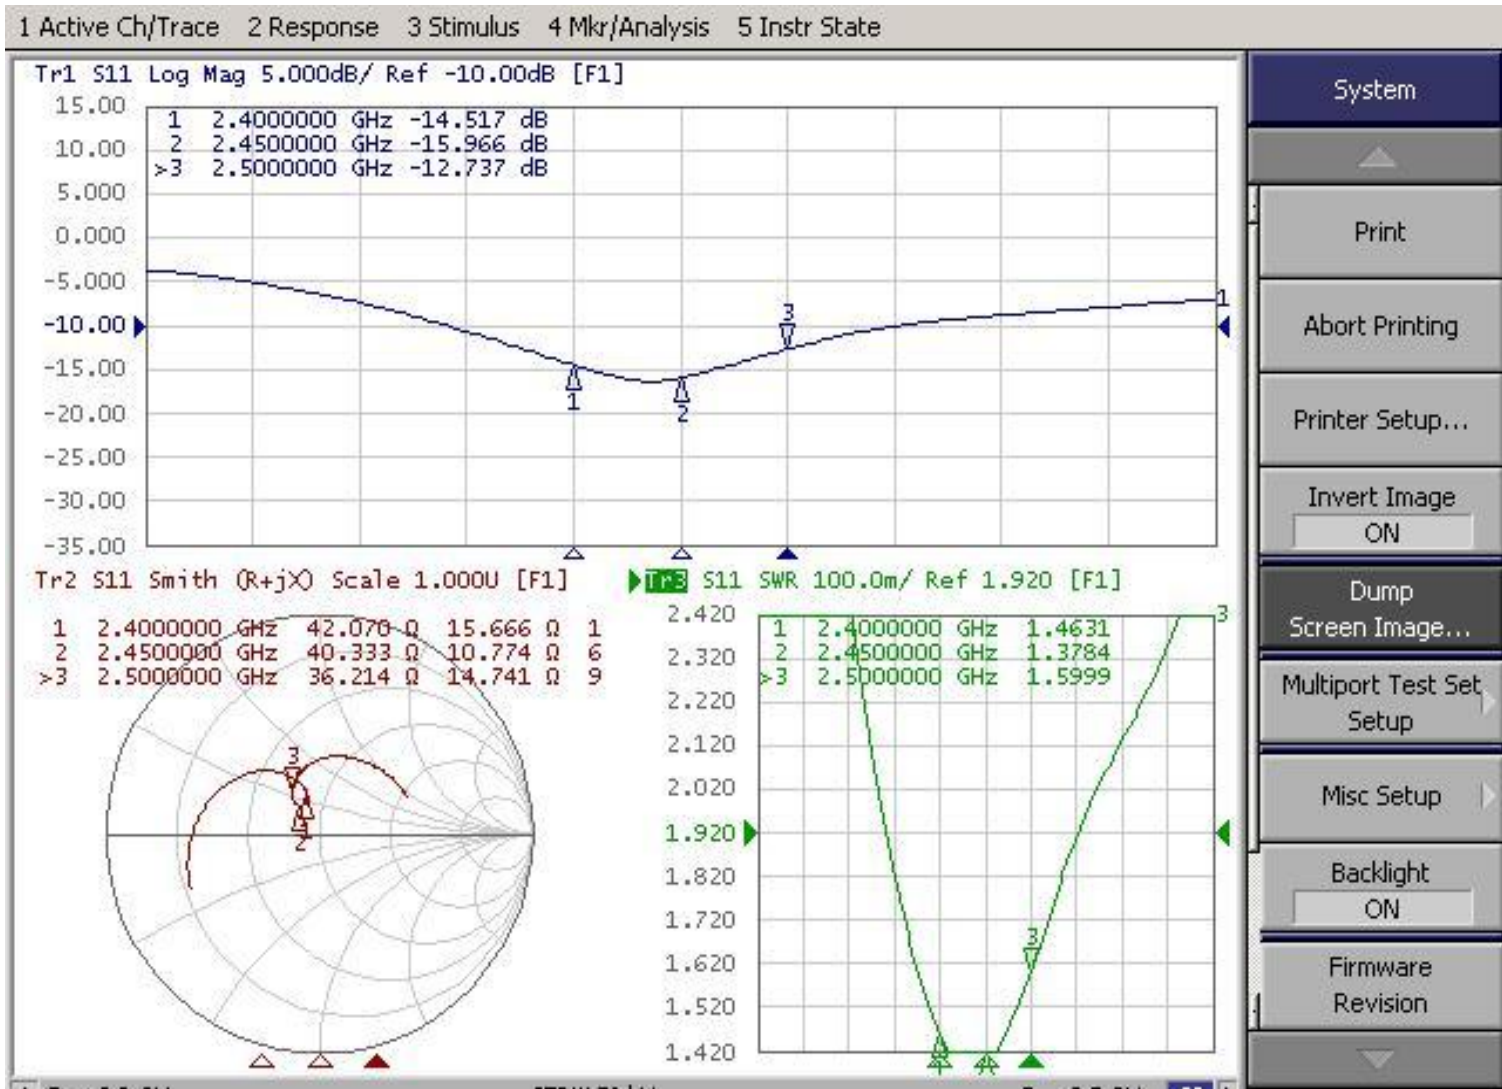 1 Active Ch/Trace 2 Response 3 Stimulus 4 Mkr/Analysis 5 Instr State
Tr1 S11 Log Mag 5.000dB/ Ref -10.00dB [F1]
15.00
10.00
5.000
0.000
-5.000
-10.00
-15.00
-20.00
-25.00
-30.00
-35.00
1 2.4000000 GHz -14.517 dB
2 2.4500000 GHz -15.966 dB
>3 2.5000000 GHz -12.737 dB
1
2
3
1
Tr2 S11 Smith (R+jX) Scale 1.000U [F1]
1 2.4000000 GHz 42.070 Ω 15.666 Ω 1
2 2.4500000 GHz 40.333 Ω 10.774 Ω 6
>3 2.5000000 GHz 36.214 Ω 14.741 Ω 9
3
1
2
Tr3 S11 SWR 100.0m/ Ref 1.920 [F1]
2.420
2.320
2.220
2.120
2.020
1.920
1.820
1.720
1.620
1.520
1.420
1 2.4000000 GHz 1.4631
2 2.4500000 GHz 1.3784
>3 2.5000000 GHz 1.5999
3
3
System
Print
Abort Printing
Printer Setup...
Invert Image
ON
Dump
Screen Image...
Multiport Test Set
Setup
Misc Setup
Backlight
ON
Firmware
Revision